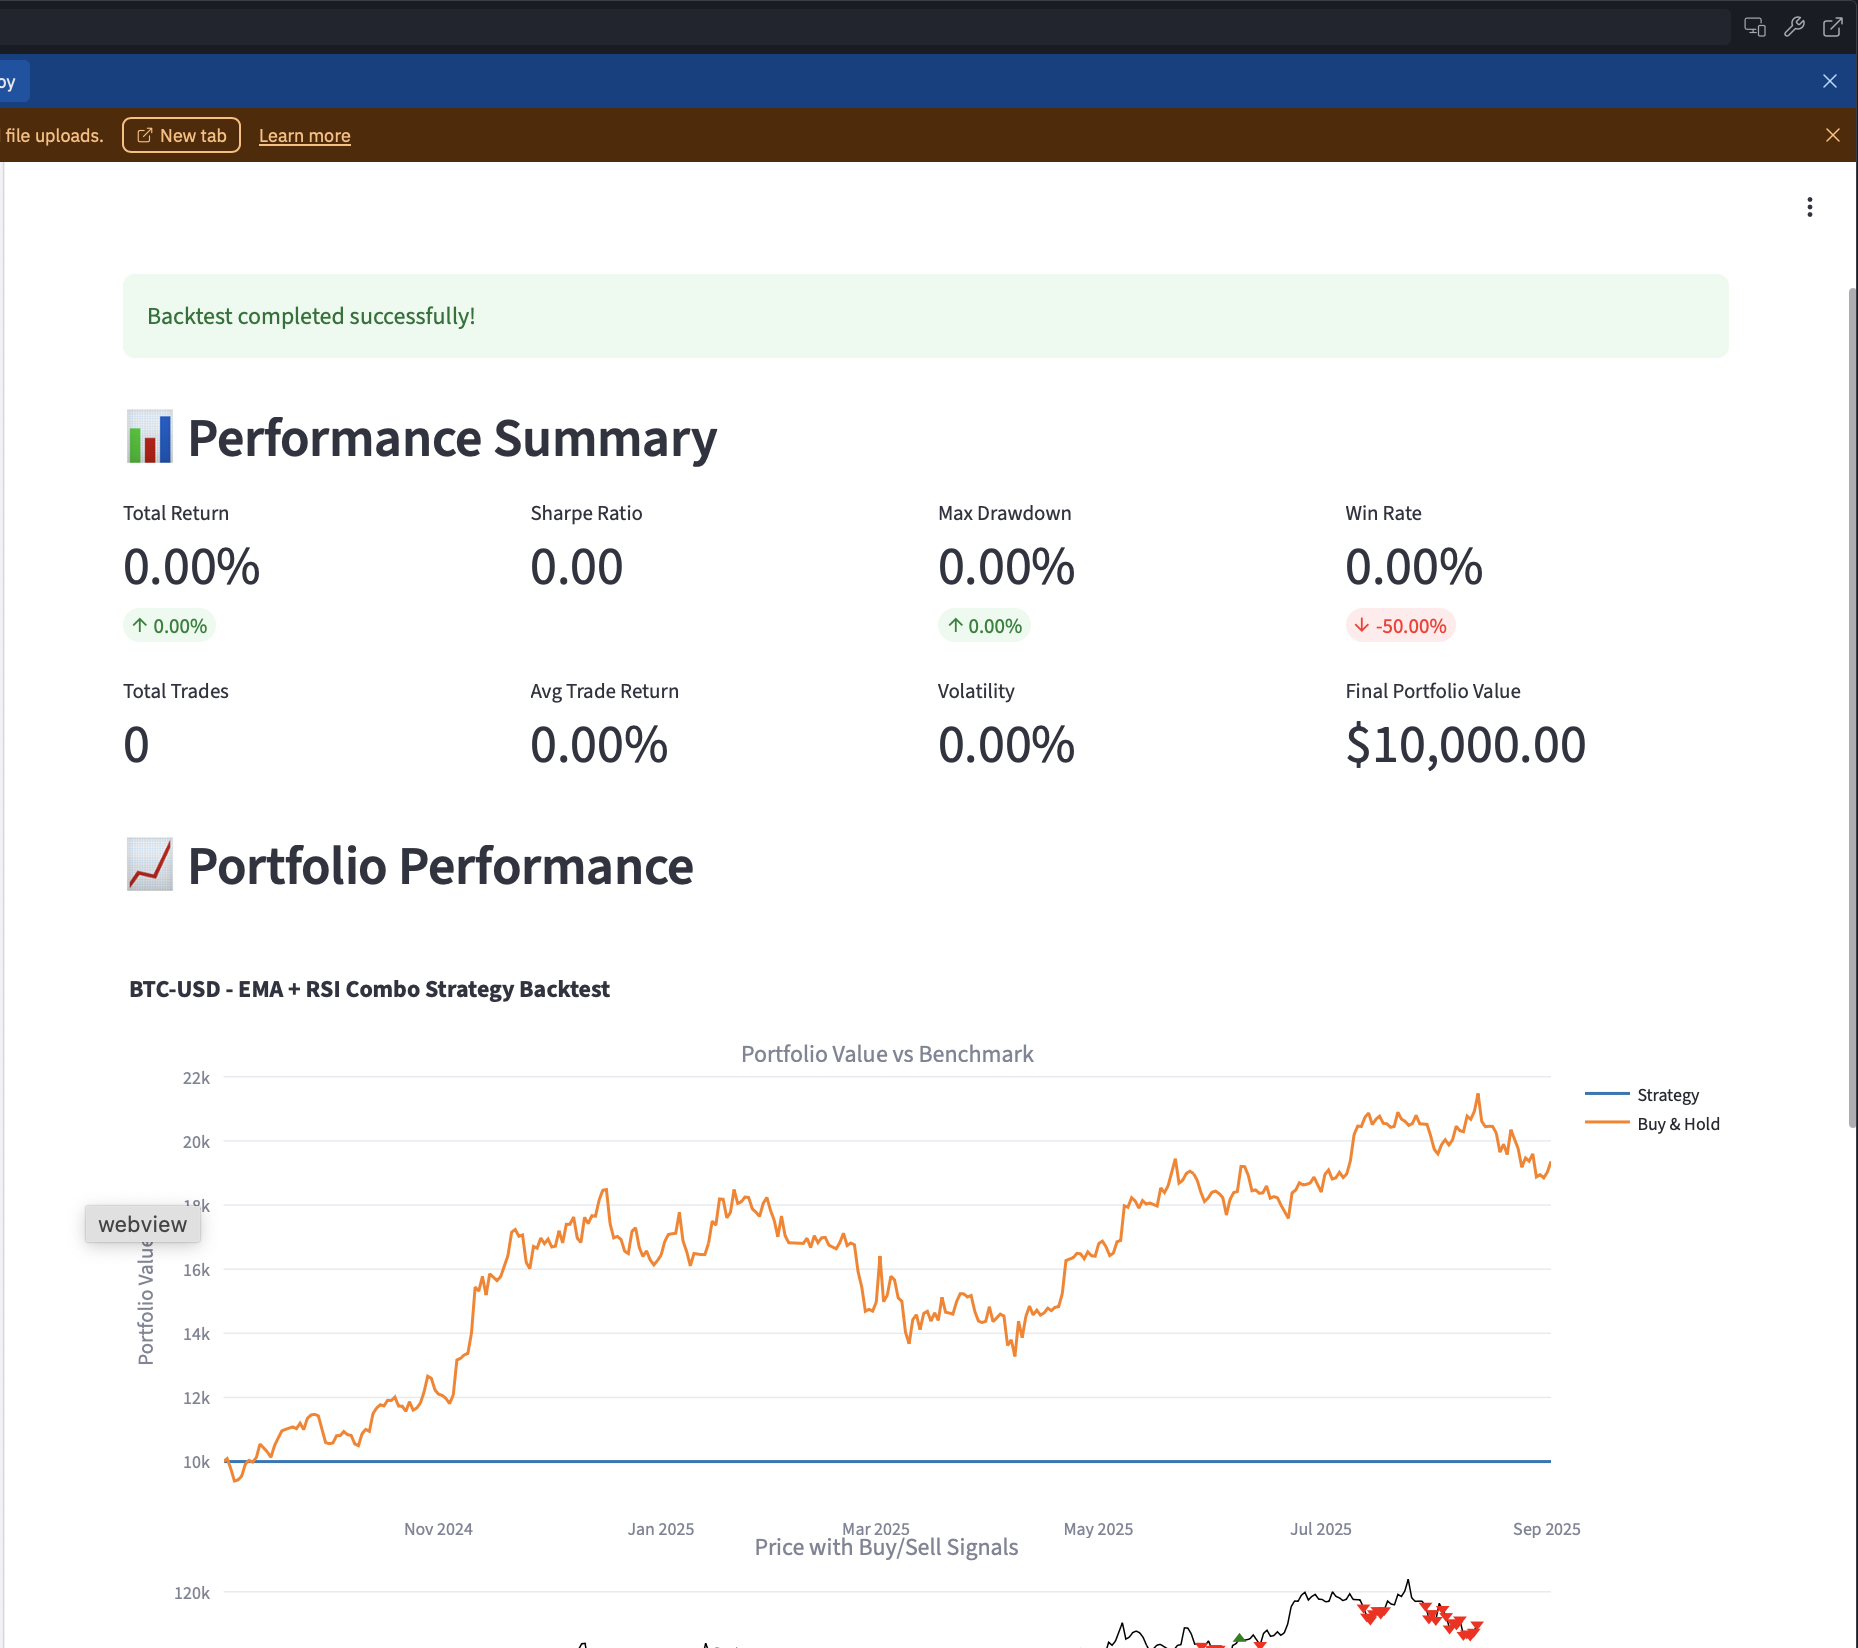 oy
file uploads.
New tab
Learn more
Backtest completed successfully!
Performance Summary
Total Return
0.00%
0.00%
Sharpe Ratio
0.00
Max Drawdown
0.00%
0.00%
Win Rate
0.00%
-50.00%
Total Trades
0
Avg Trade Return
0.00%
Volatility
0.00%
Final Portfolio Value
$10,000.00
Portfolio Performance
BTC-USD - EMA + RSI Combo Strategy Backtest
Portfolio Value vs Benchmark
22k
20k
18k
16k
14k
12k
10k
Portfolio Value
webview
Strategy
Buy & Hold
Nov 2024
Jan 2025
Mar 2025
May 2025
Jul 2025
Sep 2025
Price with Buy/Sell Signals
120k